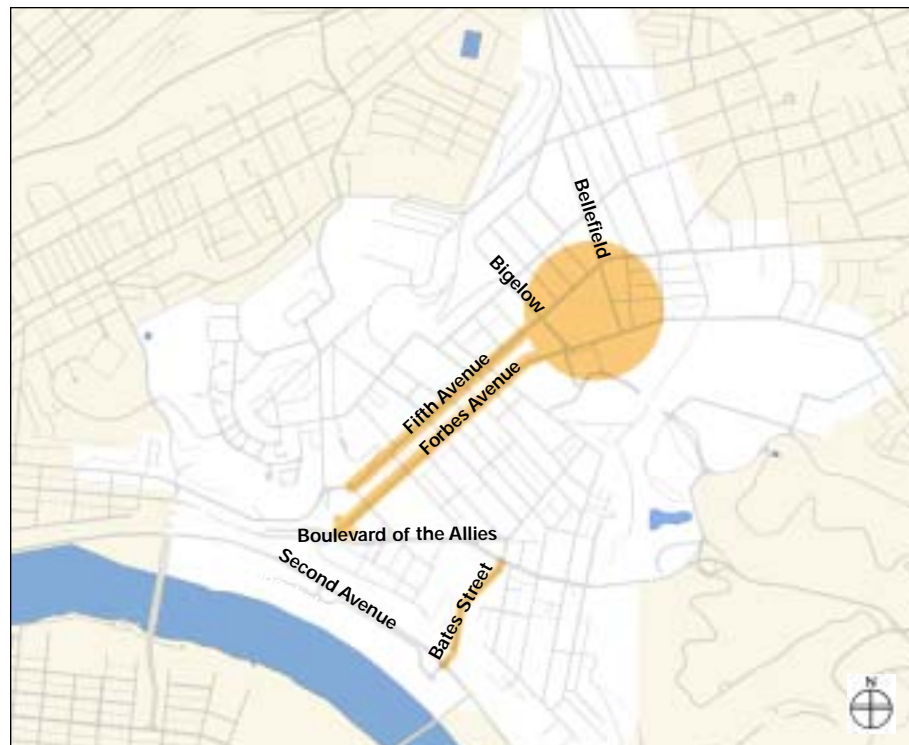 Bellefield
Bigelow
Fifth Avenue
Forbes Avenue
Boulevard of the Allies
Second Avenue
Bates Street
N